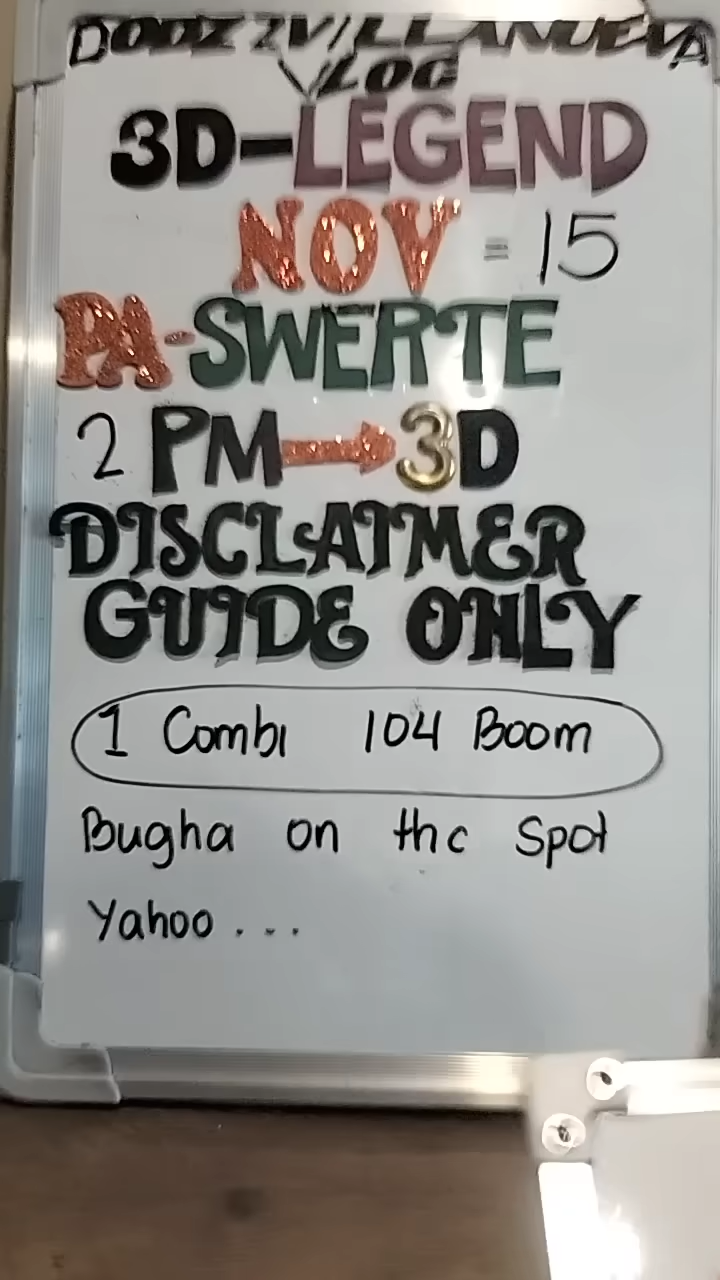 DODZ ZVILLANUEVA
VLOG
3D-LEGEND
NOV = 15
PA-SWERTE
2 PM → 3D
DISCLAIMER
GUIDE ONLY
1 Combi 104 Boom
Bugha on the Spot
Yahoo...